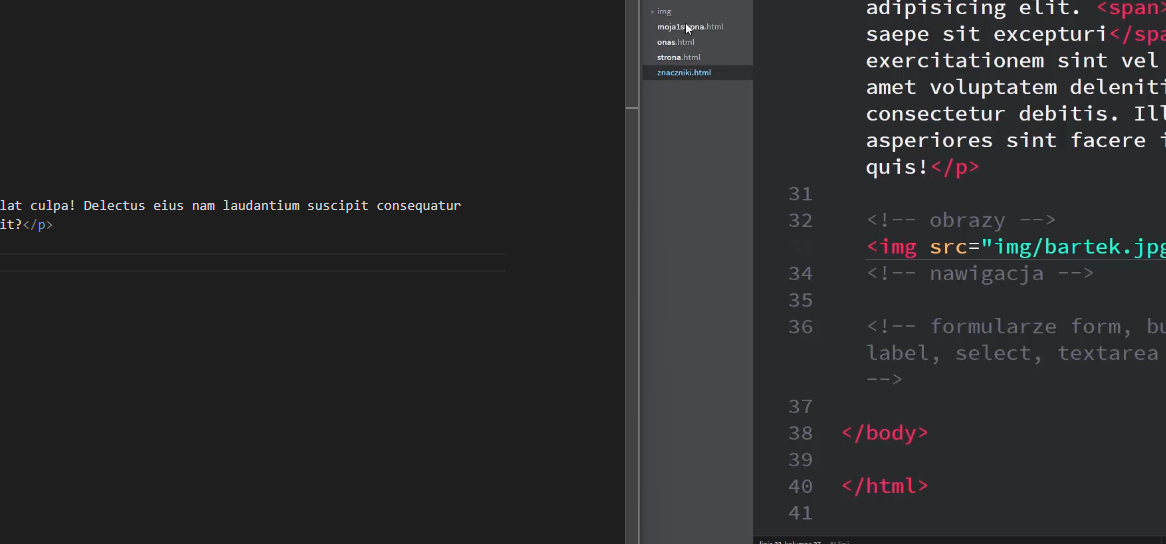 lat culpa! Delectus eius nam laudantium suscipit consequatur
it?</p>
img
onas.html
strona.html
znaczniki.html
adipisicing elit. <span>
saepe sit excepturi</spa
exercitationem sint vel
amet voluptatem deleniti
consectetur debitis. Ill
asperiores sint facere i
quis!</p>
31
32 <!-- obrazy -->
<img src="img/bartek.jpg
34 <!-- nawigacja -->
35
36 <!-- formularze form, bu
label, select, textarea
-->
37
38 </body>
39
40 </html>
41